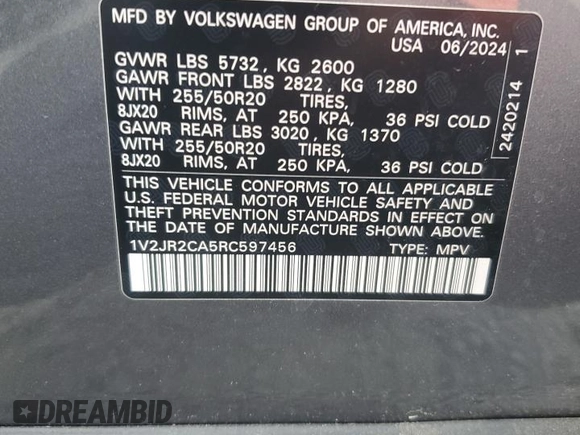 MFD BY VOLKSWAGEN GROUP OF AMERICA, INC.
USA 06/2024
GVWR LBS 5732, KG 2600
GAWR FRONT LBS 2822, KG 1280
WITH 255/50R20 TIRES,
8JX20 RIMS, AT 250 KPA, 36 PSI COLD
GAWR REAR LBS 3020, KG 1370
WITH 255/50R20 TIRES,
8JX20 RIMS, AT 250 KPA, 36 PSI COLD
THIS VEHICLE CONFORMS TO ALL APPLICABLE
U.S. FEDERAL MOTOR VEHICLE SAFETY AND
THEFT PREVENTION STANDARDS IN EFFECT ON
THE DATE OF MANUFACTURE SHOWN ABOVE.
1V2JR2CA5RC597456 TYPE: MPV
2420214 1
DREAMBID